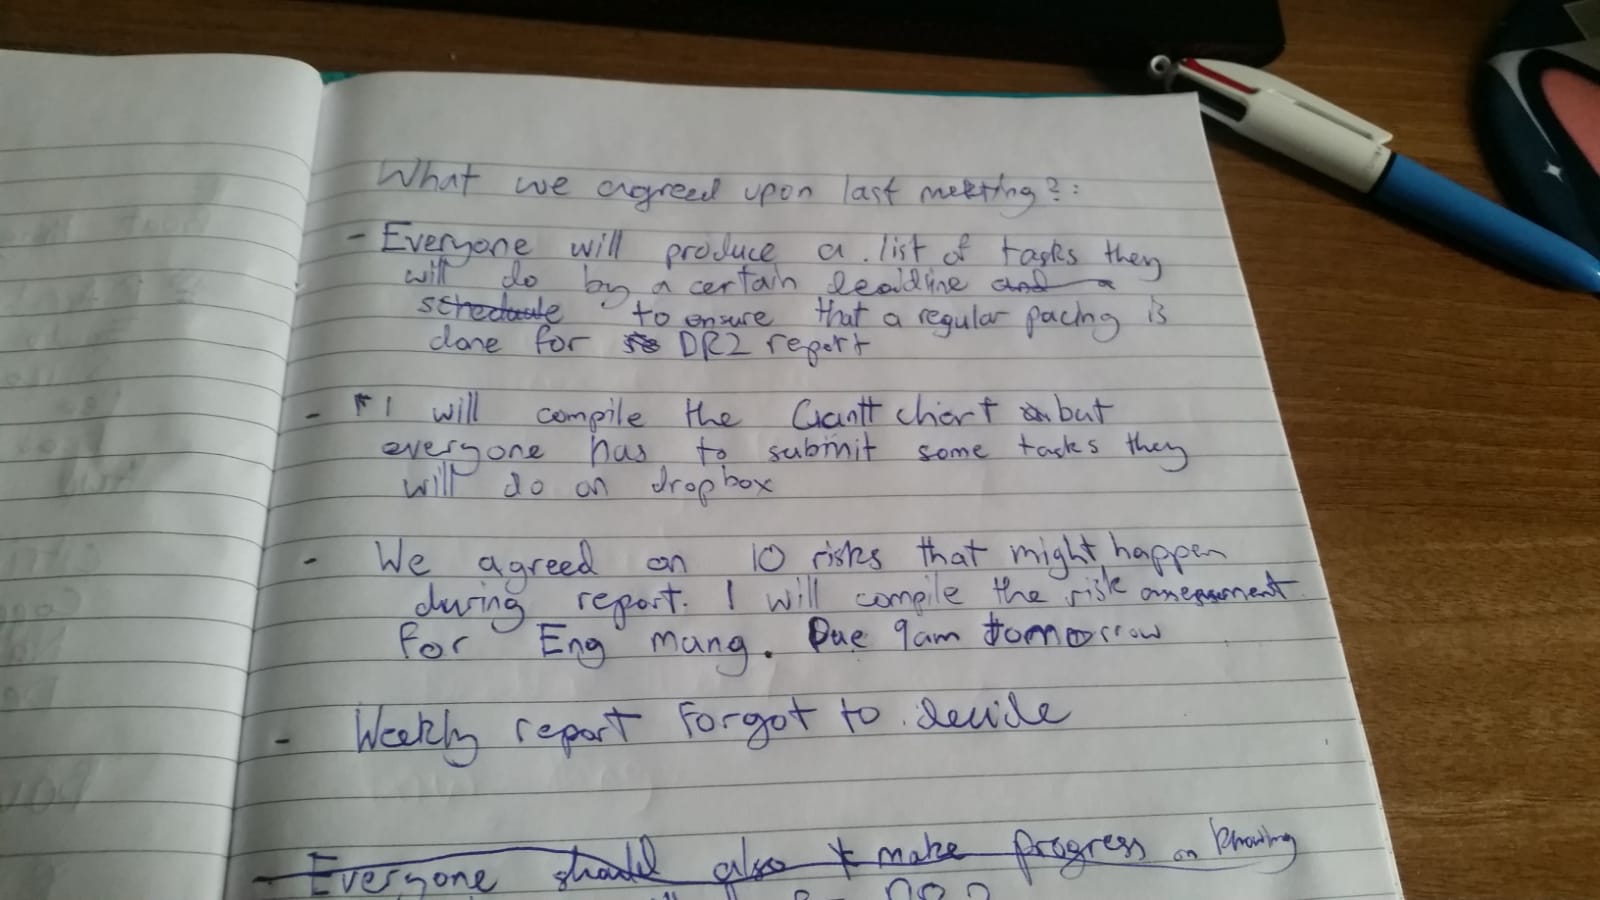 What we agreed upon last meeting?:
- Everyone will produce a list of tasks they
will do by a certain deadline and a
schedule to ensure that a regular pacing is
done for DR2 report
- I will compile the Gantt chart but
everyone has to submit some tasks they
will do on dropbox
- We agreed on 10 risks that might happen
during report. I will compile the risk assessment
for Eng mang. Due 9am tomorrow
- Weekly report forgot to decide
- Everyone should also make progress on knowing